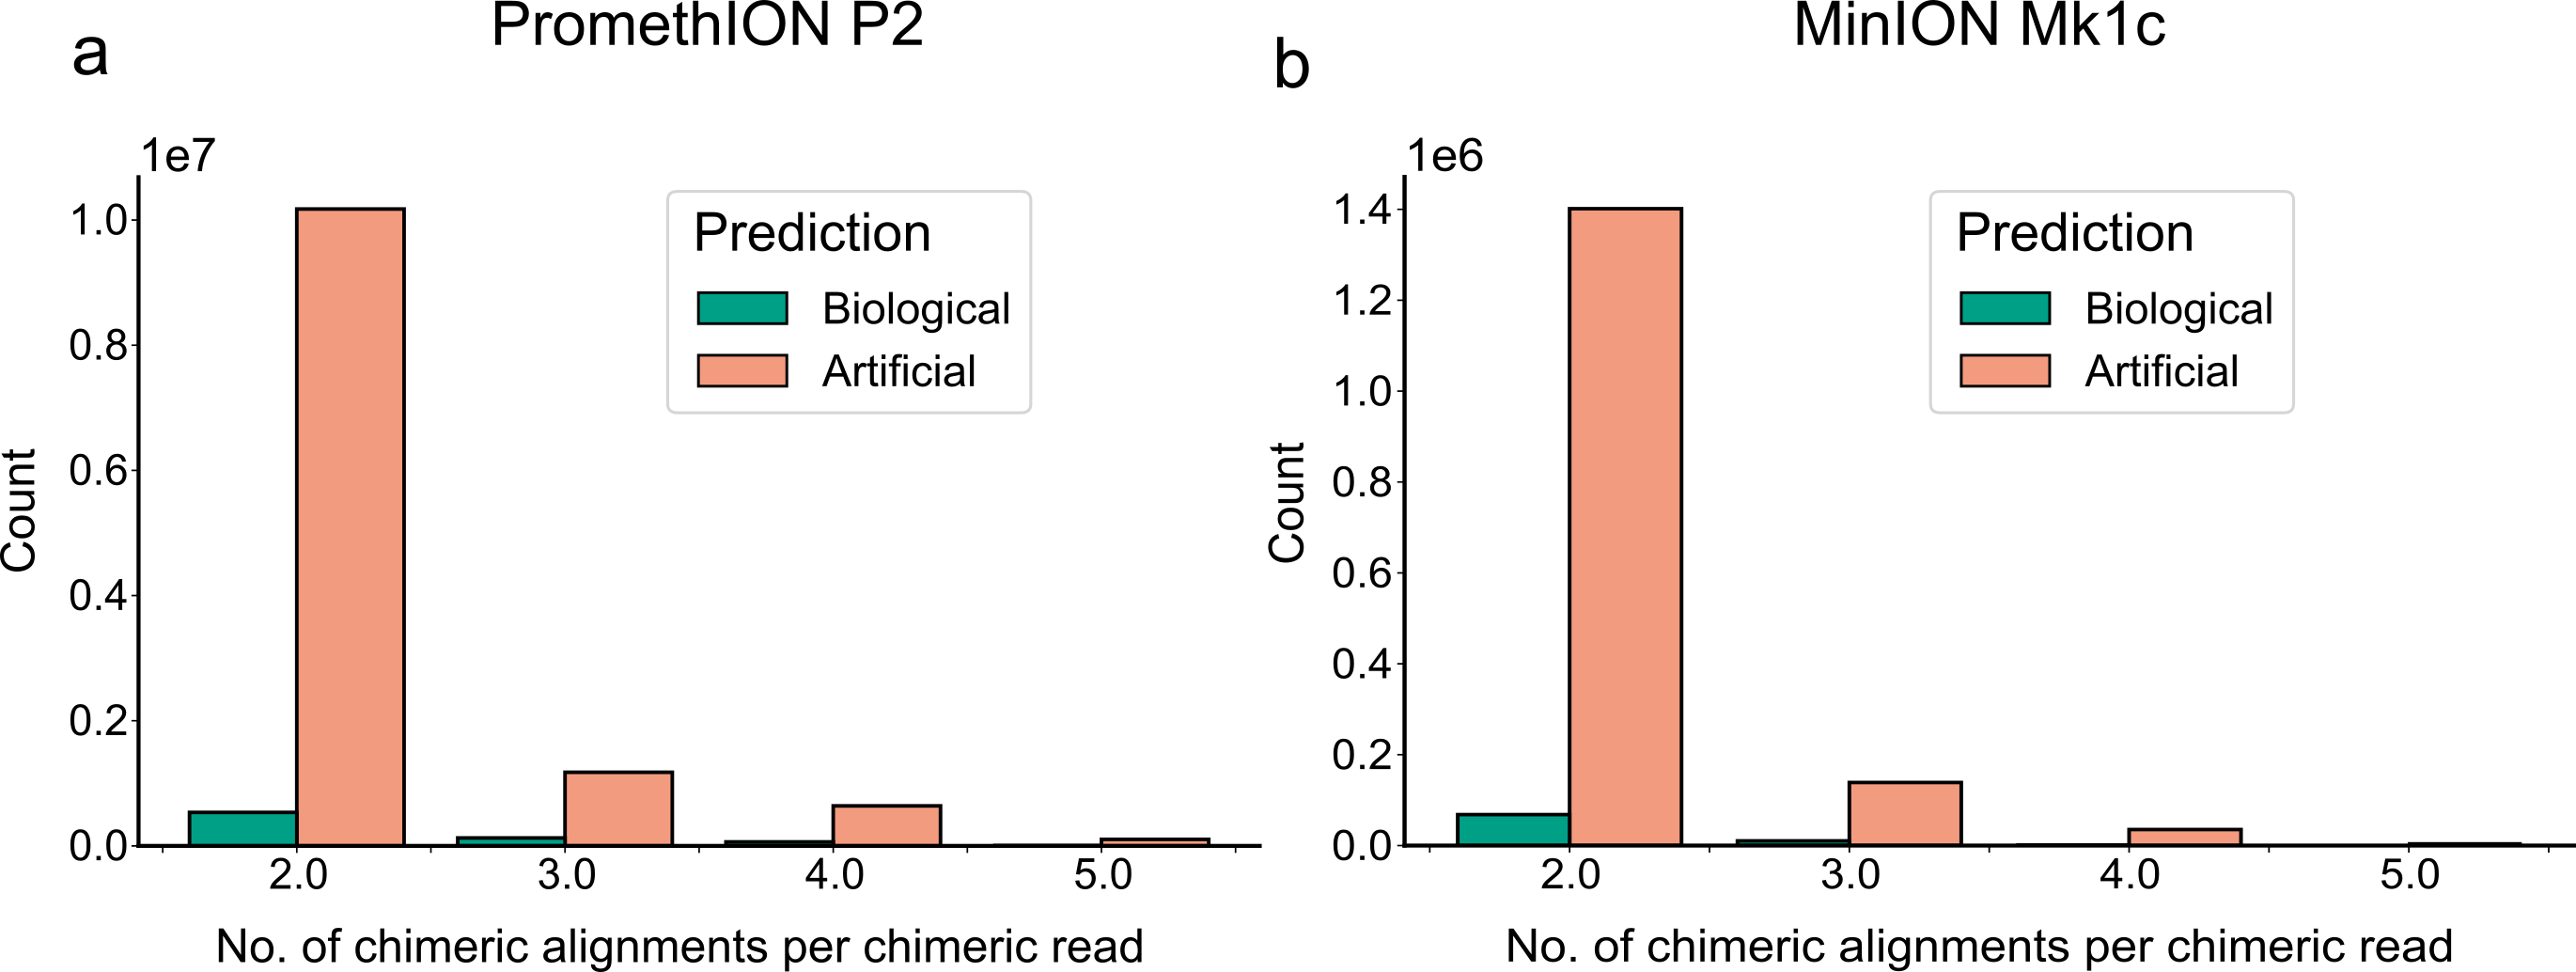 PromethION P2
a
1e7
1.0
0.8
0.6
0.4
0.2
0.0
Count
Prediction
Biological
Artificial
2.0 3.0 4.0 5.0
No. of chimeric alignments per chimeric read
MinION Mk1c
b
1e6
1.4
1.2
1.0
0.8
0.6
0.4
0.2
0.0
Count
Prediction
Biological
Artificial
2.0 3.0 4.0 5.0
No. of chimeric alignments per chimeric read